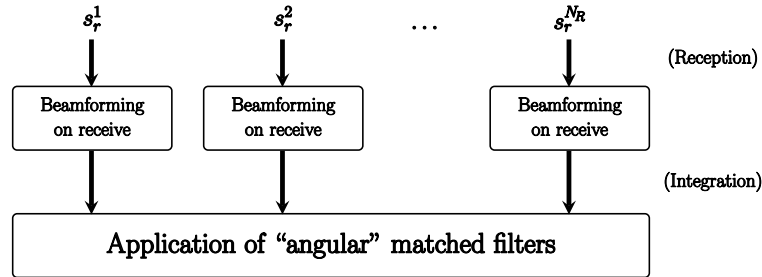 s_r^1 s_r^2 ... s_r^{N_R}
(Reception)
Beamforming Beamforming Beamforming
on receive on receive on receive
(Integration)
Application of “angular” matched filters